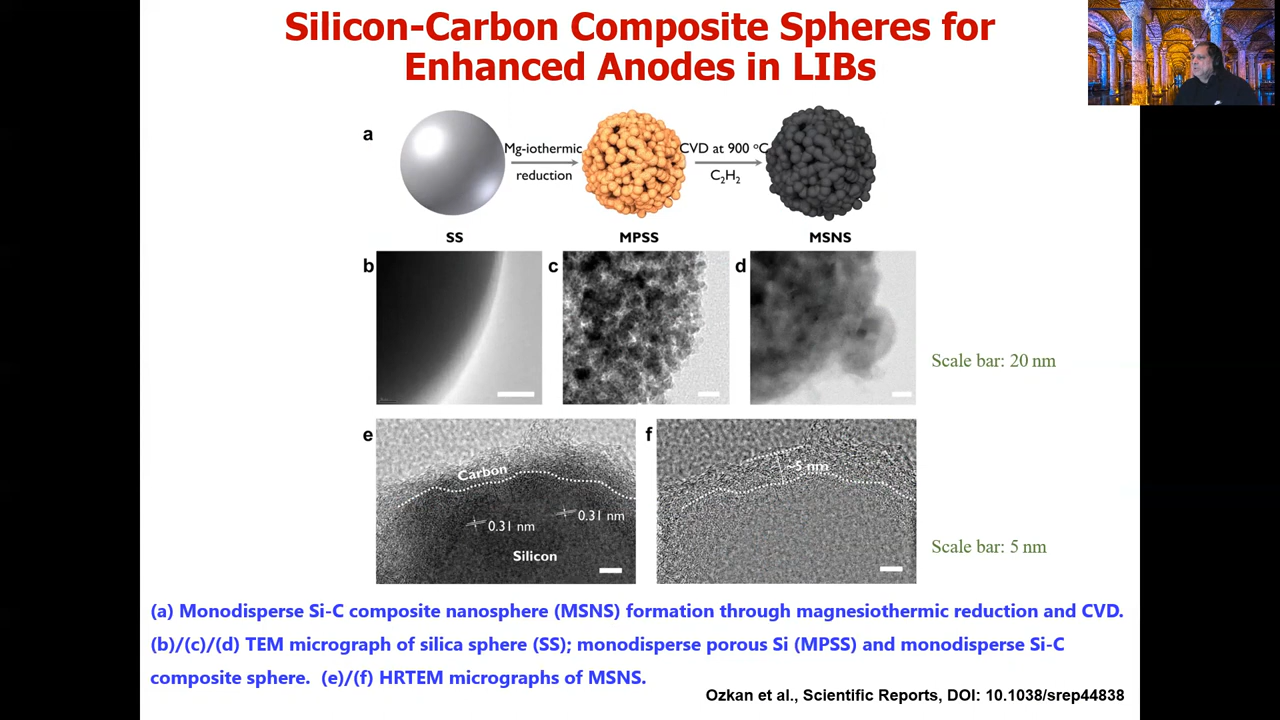 Silicon-Carbon Composite Spheres for
Enhanced Anodes in LIBs
a
Mg-iothermic
reduction
CVD at 900 °C
C₂H₂
SS
MPSS
MSNS
b
c
d
Scale bar: 20 nm
e
Carbon
0.31 nm
0.31 nm
Silicon
f
~5 nm
Scale bar: 5 nm
(a) Monodisperse Si-C composite nanosphere (MSNS) formation through magnesiothermic reduction and CVD.
(b)/(c)/(d) TEM micrograph of silica sphere (SS); monodisperse porous Si (MPSS) and monodisperse Si-C
composite sphere. (e)/(f) HRTEM micrographs of MSNS.
Ozkan et al., Scientific Reports, DOI: 10.1038/srep44838